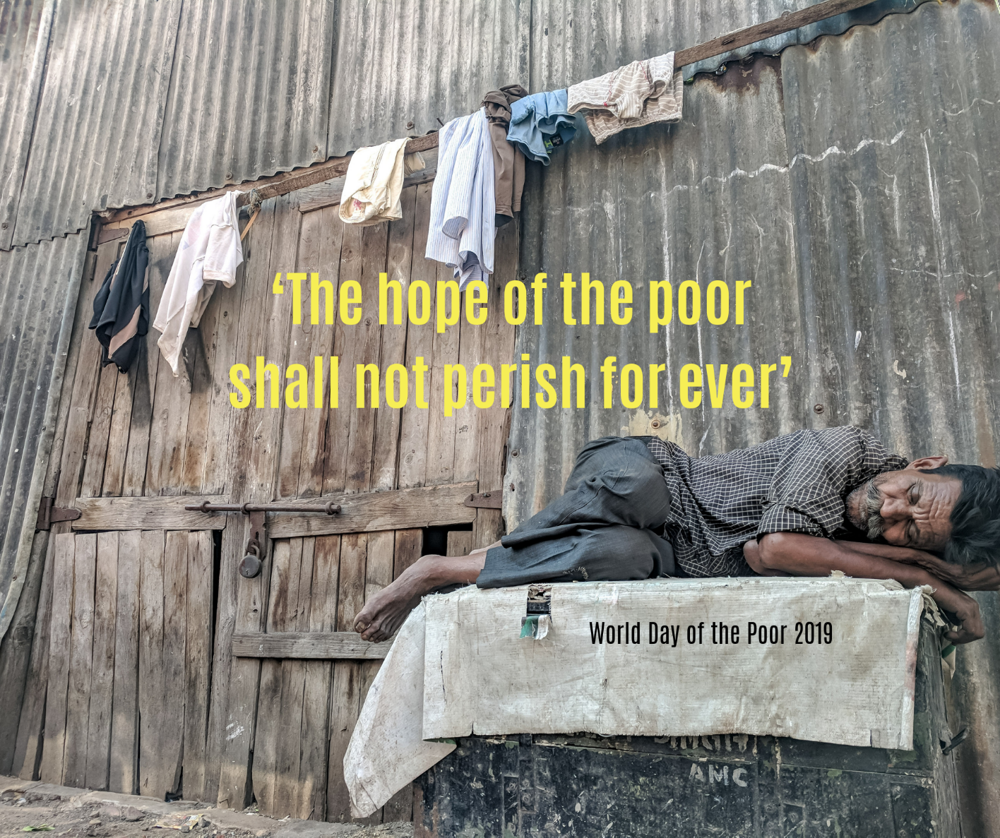 ‘The hope of the poor
shall not perish for ever’
World Day of the Poor 2019
AMC